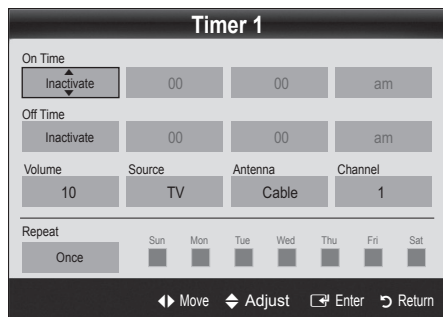 Timer 1
On Time
Inactivate 00 00 am
Off Time
Inactivate 00 00 am
Volume Source Antenna Channel
10 TV Cable 1
Repeat Sun Mon Tue Wed Thu Fri Sat
Once
Move Adjust Enter Return